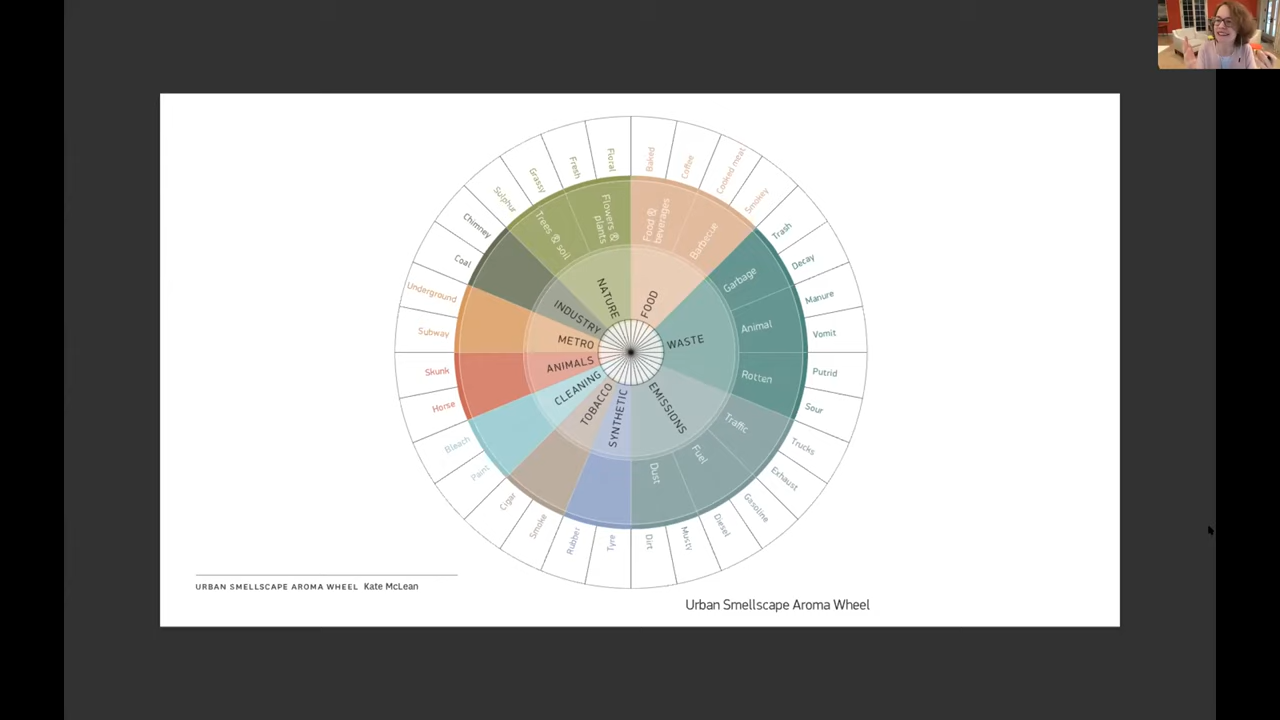 Baked
Coffee
Cooked meat
Smokey
Trash
Decay
Manure
Vomit
Putrid
Sour
Trucks
Exhaust
Gasoline
Diesel
Musty
Dirt
Tyre
Rubber
Smoke
Cigar
Paint
Bleach
Horse
Skunk
Subway
Underground
Coal
Chimney
Sulphur
Grassy
Fresh
Floral
Food &
beverages
Barbecue
Garbage
Animal
Rotten
Traffic
Fuel
Dust
Trees & soil
Flowers &
plants
FOOD
WASTE
EMISSIONS
SYNTHETIC
TOBACCO
CLEANING
ANIMALS
METRO
INDUSTRY
NATURE
URBAN SMELLSCAPE AROMA WHEEL Kate McLean
Urban Smellscape Aroma Wheel